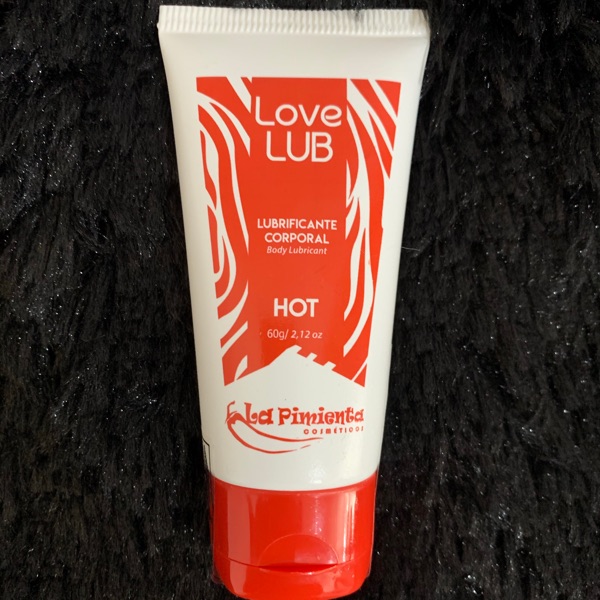 Love
LUB
LUBRIFICANTE
CORPORAL
Body Lubricant
HOT
60g/ 2,12 oz
La Pimienta
COSMÉTICOS